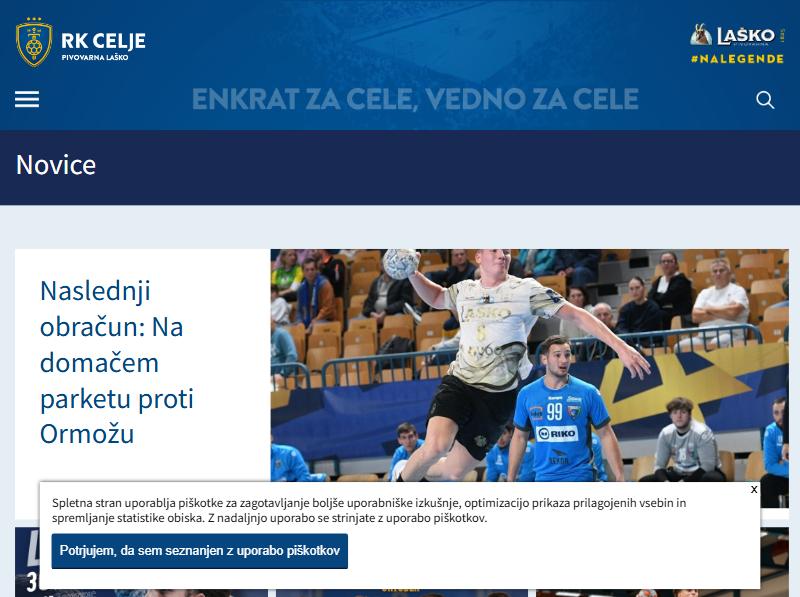 RK CELJE
PIVOVARNA LAŠKO
LAŠKO
PIVOVARNA
#NALEGENDE
ENKRAT ZA CELE, VEDNO ZA CELE
Novice
Naslednji
obračun: Na
domačem
parketu proti
Ormožu
LAŠKO
99
RIKO
x
Spletna stran uporablja piškotke za zagotavljanje boljše uporabniške izkušnje, optimizacijo prikaza prilagojenih vsebin in
spremljanje statistike obiska. Z nadaljnjo uporabo se strinjate z uporabo piškotkov.
Potrjujem, da sem seznanjen z uporabo piškotkov